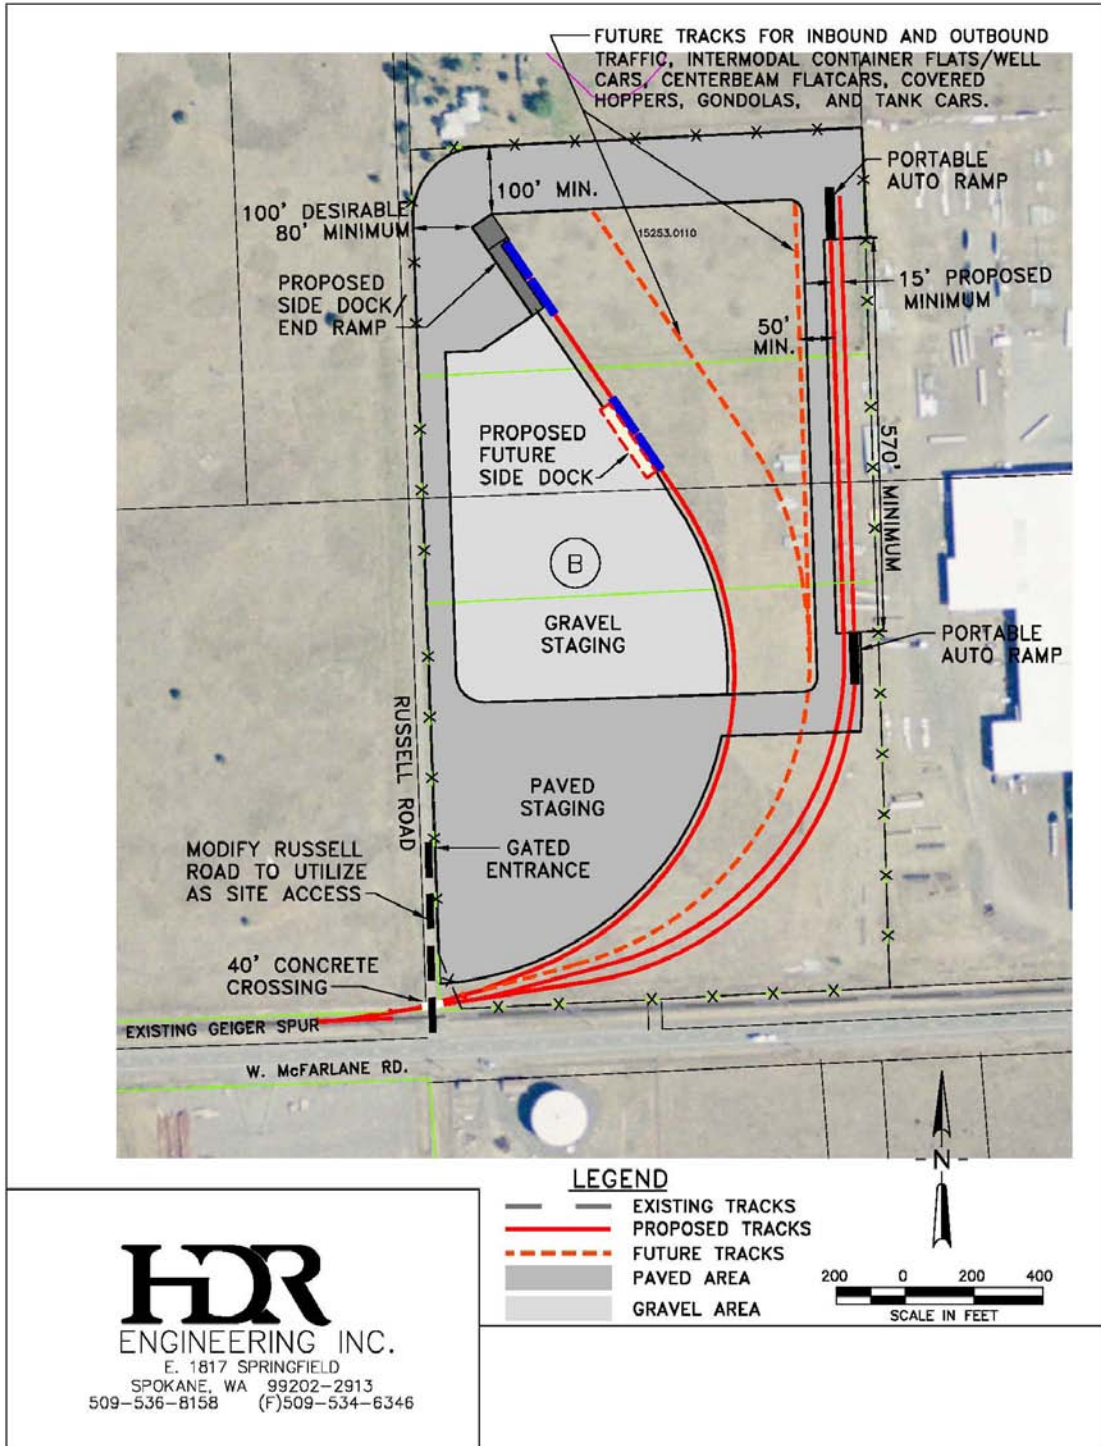 FUTURE TRACKS FOR INBOUND AND OUTBOUND
TRAFFIC, INTERMODAL CONTAINER FLATS/WELL
CARS, CENTERBEAM FLATCARS, COVERED
HOPPERS, GONDOLAS, AND TANK CARS.
PORTABLE
AUTO RAMP
100' MIN.
100' DESIRABLE
80' MINIMUM
15253.0110
PROPOSED
SIDE DOCK/
END RAMP
15' PROPOSED
MINIMUM
50'
MIN.
PROPOSED
FUTURE
SIDE DOCK
570' MINIMUM
B
GRAVEL
STAGING
PORTABLE
AUTO RAMP
RUSSELL ROAD
PAVED
STAGING
MODIFY RUSSELL
ROAD TO UTILIZE
AS SITE ACCESS
GATED
ENTRANCE
40' CONCRETE
CROSSING
EXISTING GEIGER SPUR
W. McFARLANE RD.
N
LEGEND
EXISTING TRACKS
PROPOSED TRACKS
FUTURE TRACKS
PAVED AREA
GRAVEL AREA
200 0 200 400
SCALE IN FEET
HDR
ENGINEERING INC.
E. 1817 SPRINGFIELD
SPOKANE, WA 99202-2913
509-536-8158 (F)509-534-6346